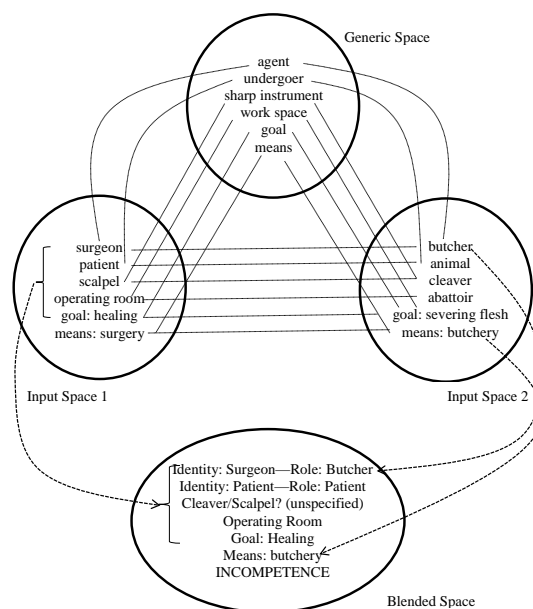 Generic Space
agent
undergoer
sharp instrument
work space
goal
means
surgeon
patient
scalpel
operating room
goal: healing
means: surgery
Input Space 1
butcher
animal
cleaver
abattoir
goal: severing flesh
means: butchery
Input Space 2
Identity: Surgeon—Role: Butcher
Identity: Patient—Role: Patient
Cleaver/Scalpel? (unspecified)
Operating Room
Goal: Healing
Means: butchery
INCOMPETENCE
Blended Space